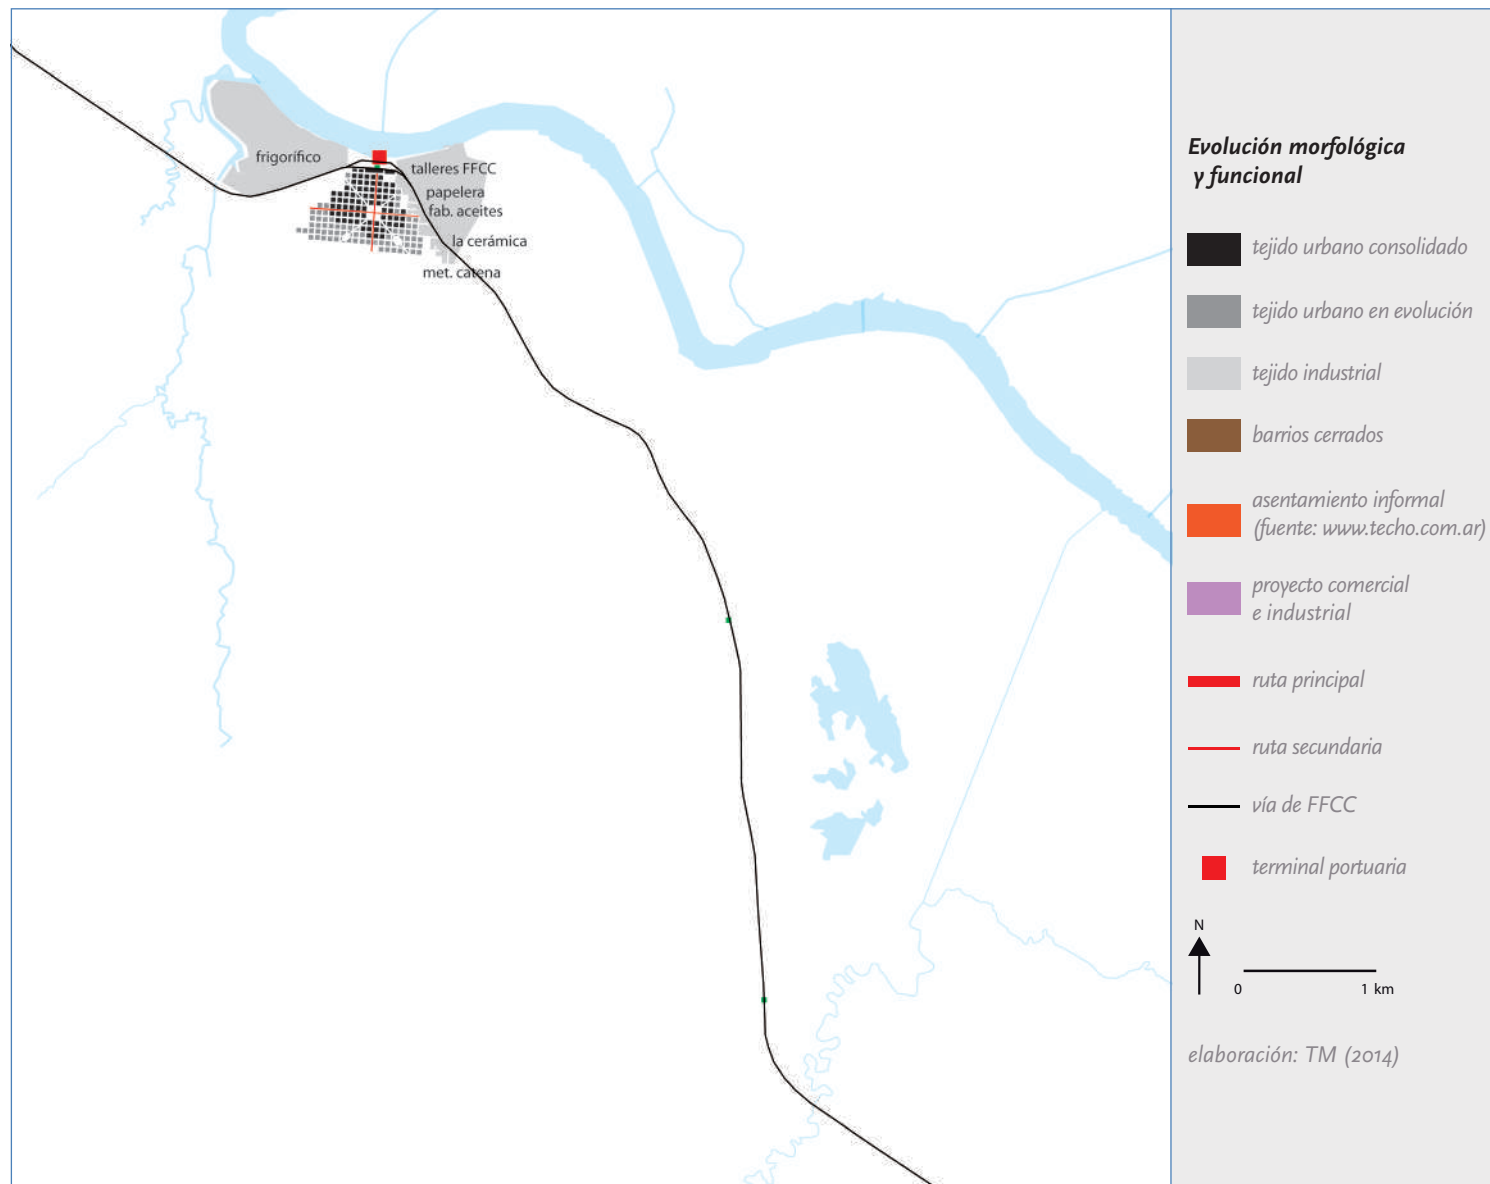 frigorífico
talleres FFCC
papelera
fab. aceites
la cerámica
met. catena
Evolución morfológica
y funcional
tejido urbano consolidado
tejido urbano en evolución
tejido industrial
barrios cerrados
asentamiento informal
(fuente: www.techo.com.ar)
proyecto comercial
e industrial
ruta principal
ruta secundaria
vía de FFCC
terminal portuaria
N
0 1 km
elaboración: TM (2014)